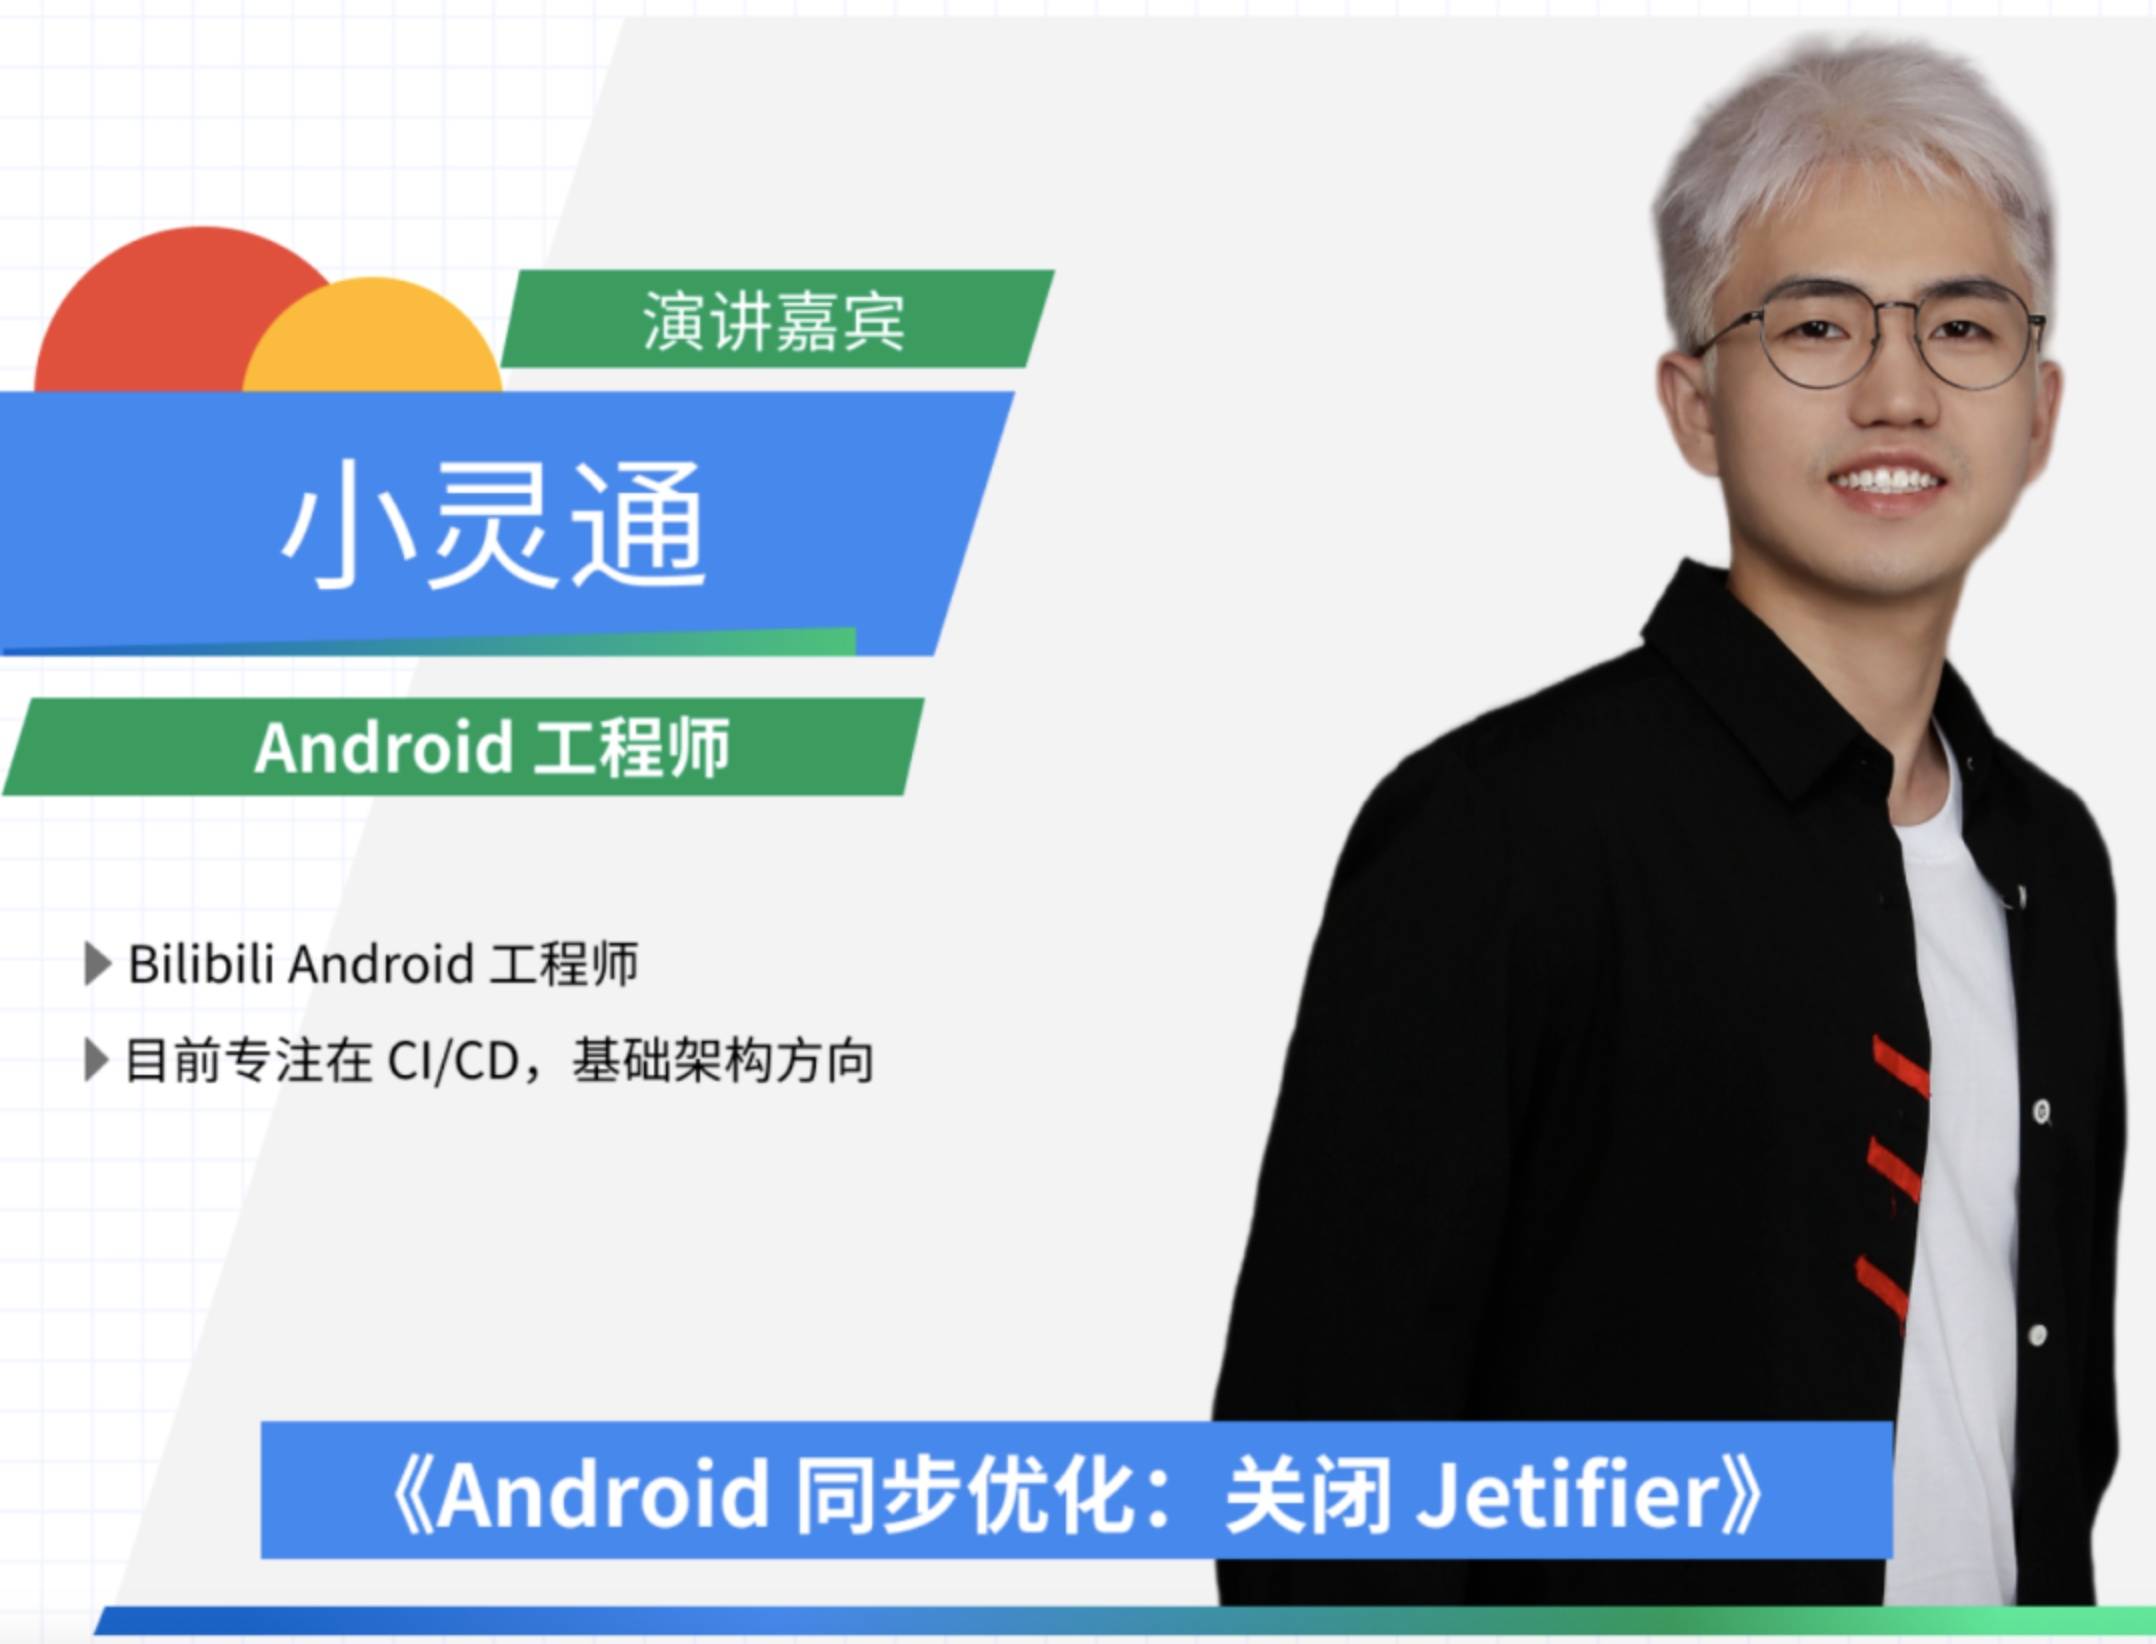 演讲嘉宾
小灵通
Android 工程师
Bilibili Android 工程师
目前专注在 CI/CD，基础架构方向
《Android 同步优化：关闭 Jetifier》